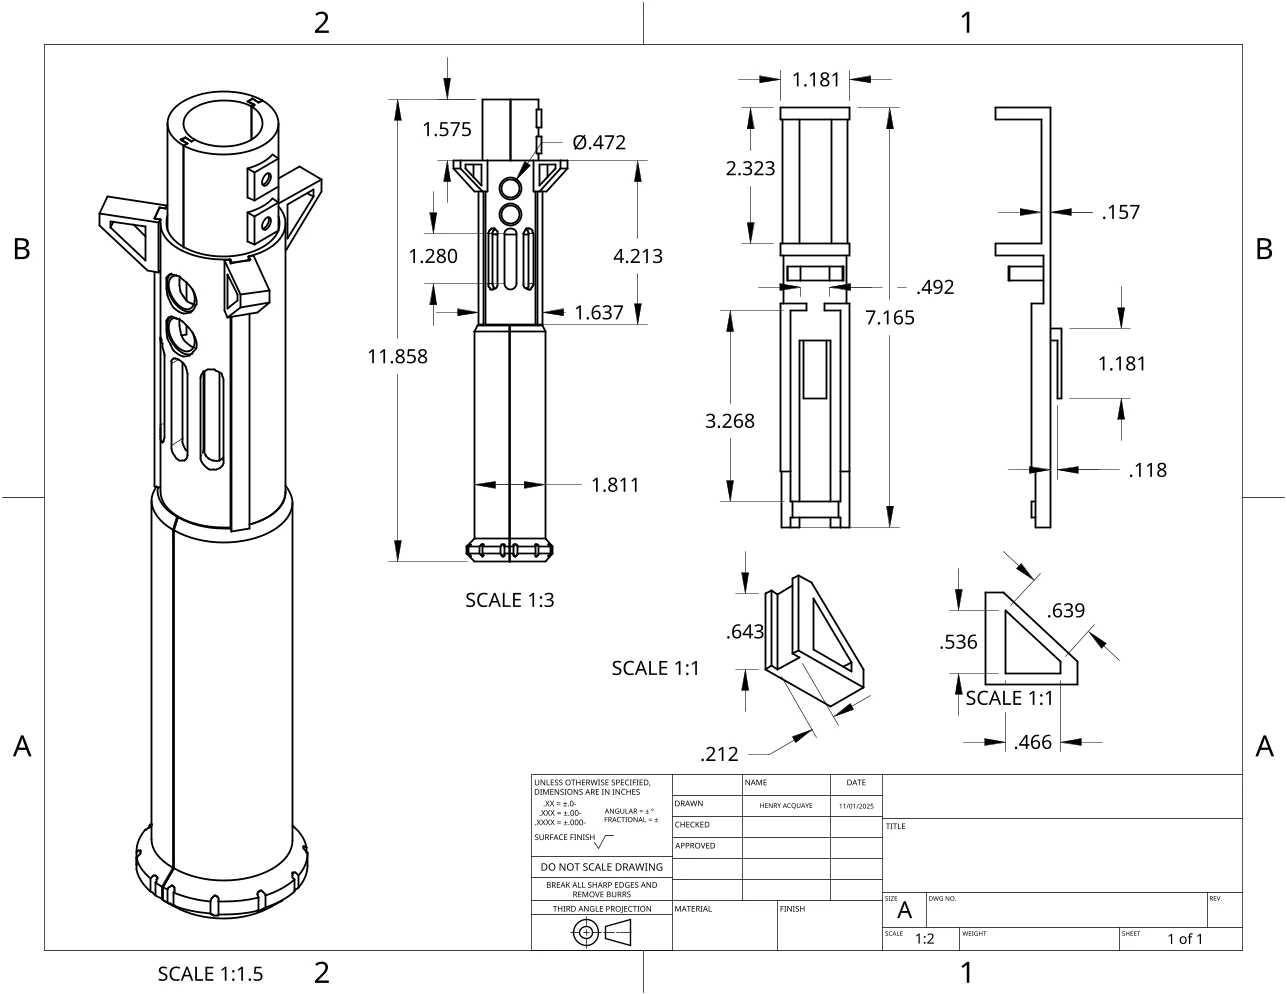 2
1
1.181
1.575
Ø.472
2.323
B
B
.157
1.280
4.213
.492
1.637
7.165
11.858
1.181
3.268
.118
1.811
SCALE 1:3
.639
.643
.536
SCALE 1:1
SCALE 1:1
.466
.212
A
A
UNLESS OTHERWISE SPECIFIED,
DIMENSIONS ARE IN INCHES
.XX = ±.0-
.XXX = ±.00-
.XXXX = ±.000-
ANGULAR = ± °
FRACTIONAL = ±
SURFACE FINISH
DO NOT SCALE DRAWING
BREAK ALL SHARP EDGES AND
REMOVE BURRS
THIRD ANGLE PROJECTION
NAME
DATE
DRAWN
HENRY ACQUAYE
11/01/2025
CHECKED
APPROVED
MATERIAL
FINISH
TITLE
SIZE
A
DWG NO.
REV.
SCALE
1:2
WEIGHT
SHEET
1 of 1
SCALE 1:1.5
2
1